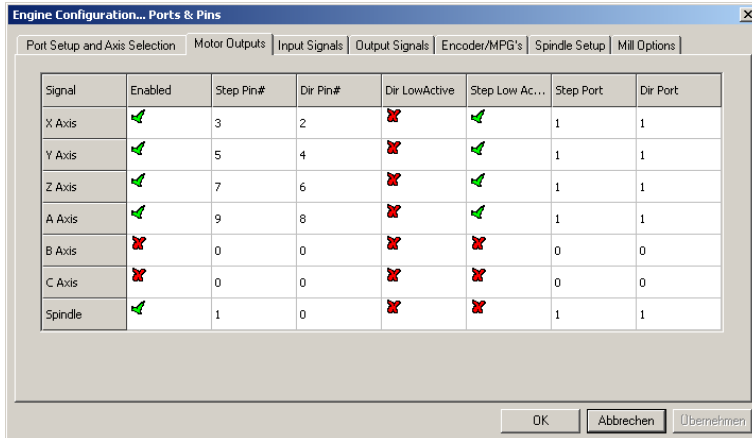 Engine Configuration... Ports & Pins
Port Setup and Axis Selection Motor Outputs Input Signals Output Signals Encoder/MPG's Spindle Setup Mill Options
Signal Enabled Step Pin# Dir Pin# Dir LowActive Step Low Ac... Step Port Dir Port
X Axis 3 2 1 1
Y Axis 5 4 1 1
Z Axis 7 6 1 1
A Axis 9 8 1 1
B Axis 0 0 0 0
C Axis 0 0 0 0
Spindle 1 0 1 1
OK Abbrechen Übernehmen